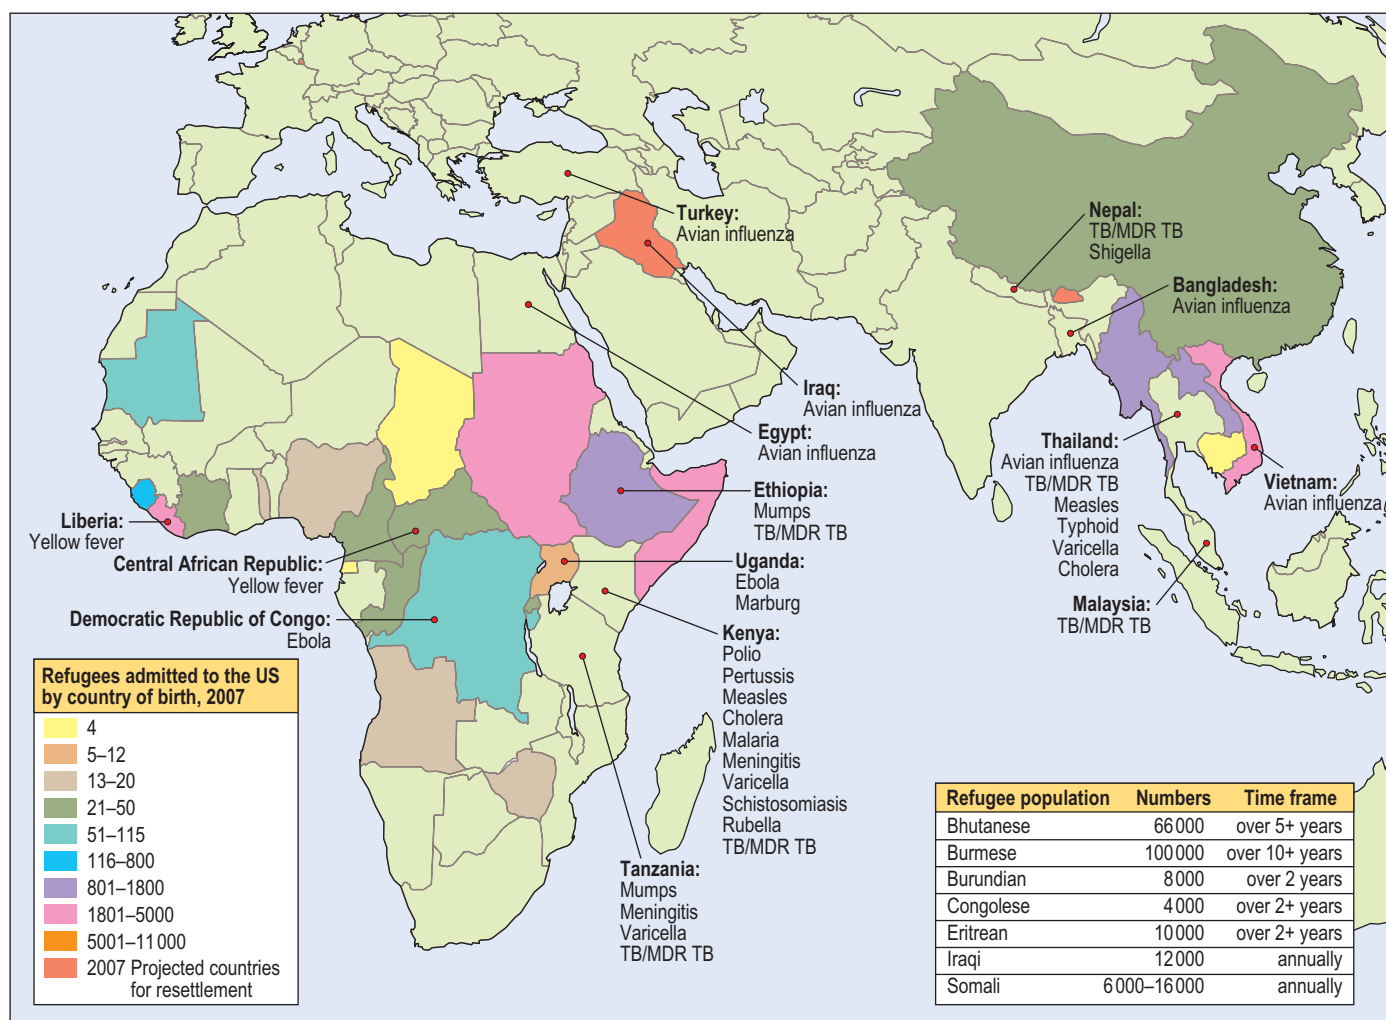 Turkey:
Avian influenza
Nepal:
TB/MDR TB
Shigella
Bangladesh:
Avian influenza
Iraq:
Avian influenza
Egypt:
Avian influenza
Thailand:
Avian influenza
TB/MDR TB
Measles
Typhoid
Varicella
Cholera
Vietnam:
Avian influenza
Ethiopia:
Mumps
TB/MDR TB
Liberia:
Yellow fever
Central African Republic:
Yellow fever
Uganda:
Ebola
Marburg
Malaysia:
TB/MDR TB
Democratic Republic of Congo:
Ebola
Kenya:
Polio
Pertussis
Measles
Cholera
Malaria
Meningitis
Varicella
Schistosomiasis
Rubella
TB/MDR TB
Tanzania:
Mumps
Meningitis
Varicella
TB/MDR TB
Refugees admitted to the US
by country of birth, 2007
4
5–12
13–20
21–50
51–115
116–800
801–1800
1801–5000
5001–11 000
2007 Projected countries
for resettlement
Refugee population Numbers Time frame
Bhutanese 66 000 over 5+ years
Burmese 100 000 over 10+ years
Burundian 8 000 over 2 years
Congolese 4 000 over 2+ years
Eritrean 10 000 over 2+ years
Iraqi 12 000 annually
Somali 6 000–16 000 annually